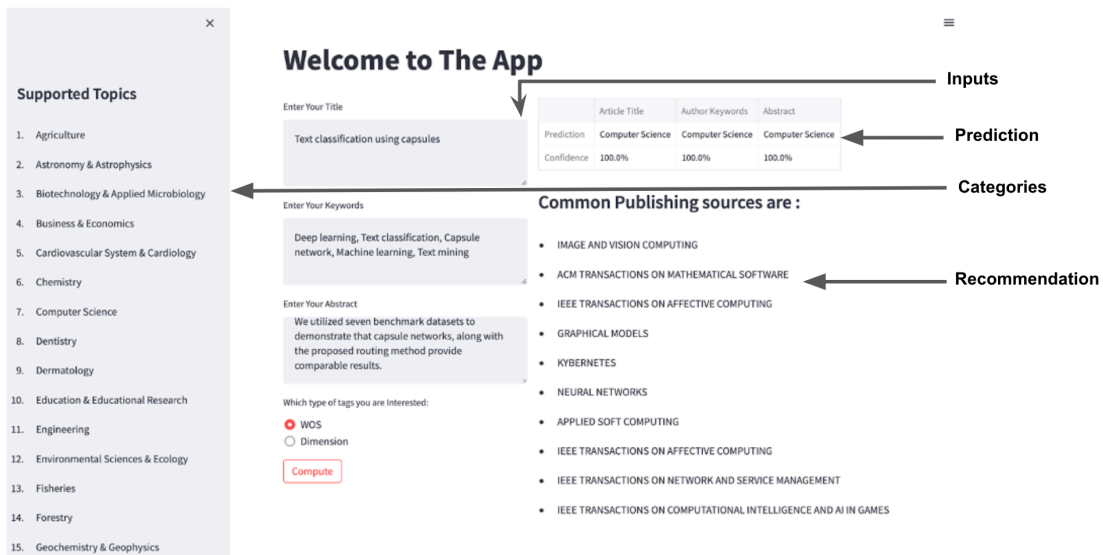 ×
Supported Topics
1. Agriculture
2. Astronomy & Astrophysics
3. Biotechnology & Applied Microbiology
4. Business & Economics
5. Cardiovascular System & Cardiology
6. Chemistry
7. Computer Science
8. Dentistry
9. Dermatology
10. Education & Educational Research
11. Engineering
12. Environmental Sciences & Ecology
13. Fisheries
14. Forestry
15. Geochemistry & Geophysics
Welcome to The App
Enter Your Title
Text classification using capsules
Enter Your Keywords
Deep learning, Text classification, Capsule
network, Machine learning, Text mining
Enter Your Abstract
We utilized seven benchmark datasets to
demonstrate that capsule networks, along with
the proposed routing method provide
comparable results.
Which type of tags you are Interested:
WOS
Dimension
Compute
Article Title Author Keywords Abstract
Prediction Computer Science Computer Science Computer Science
Confidence 100.0% 100.0% 100.0%
Common Publishing sources are :
• IMAGE AND VISION COMPUTING
• ACM TRANSACTIONS ON MATHEMATICAL SOFTWARE
• IEEE TRANSACTIONS ON AFFECTIVE COMPUTING
• GRAPHICAL MODELS
• KYBERNETES
• NEURAL NETWORKS
• APPLIED SOFT COMPUTING
• IEEE TRANSACTIONS ON AFFECTIVE COMPUTING
• IEEE TRANSACTIONS ON NETWORK AND SERVICE MANAGEMENT
• IEEE TRANSACTIONS ON COMPUTATIONAL INTELLIGENCE AND AI IN GAMES
Inputs
Prediction
Categories
Recommendation